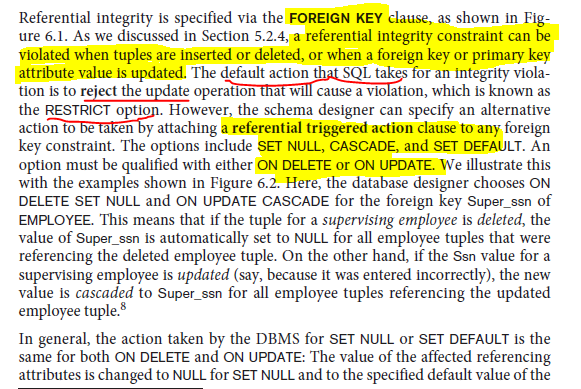 Referential integrity is specified via the FOREIGN KEY clause, as shown in Fig-
ure 6.1. As we discussed in Section 5.2.4, a referential integrity constraint can be
violated when tuples are inserted or deleted, or when a foreign key or primary key
attribute value is updated. The default action that SQL takes for an integrity viola-
tion is to reject the update operation that will cause a violation, which is known as
the RESTRICT option. However, the schema designer can specify an alternative
action to be taken by attaching a referential triggered action clause to any foreign
key constraint. The options include SET NULL, CASCADE, and SET DEFAULT. An
option must be qualified with either ON DELETE or ON UPDATE. We illustrate this
with the examples shown in Figure 6.2. Here, the database designer chooses ON
DELETE SET NULL and ON UPDATE CASCADE for the foreign key Super_ssn of
EMPLOYEE. This means that if the tuple for a supervising employee is deleted, the
value of Super_ssn is automatically set to NULL for all employee tuples that were
referencing the deleted employee tuple. On the other hand, if the Ssn value for a
supervising employee is updated (say, because it was entered incorrectly), the new
value is cascaded to Super_ssn for all employee tuples referencing the updated
employee tuple.8
In general, the action taken by the DBMS for SET NULL or SET DEFAULT is the
same for both ON DELETE and ON UPDATE: The value of the affected referencing
attributes is changed to NULL for SET NULL and to the specified default value of the